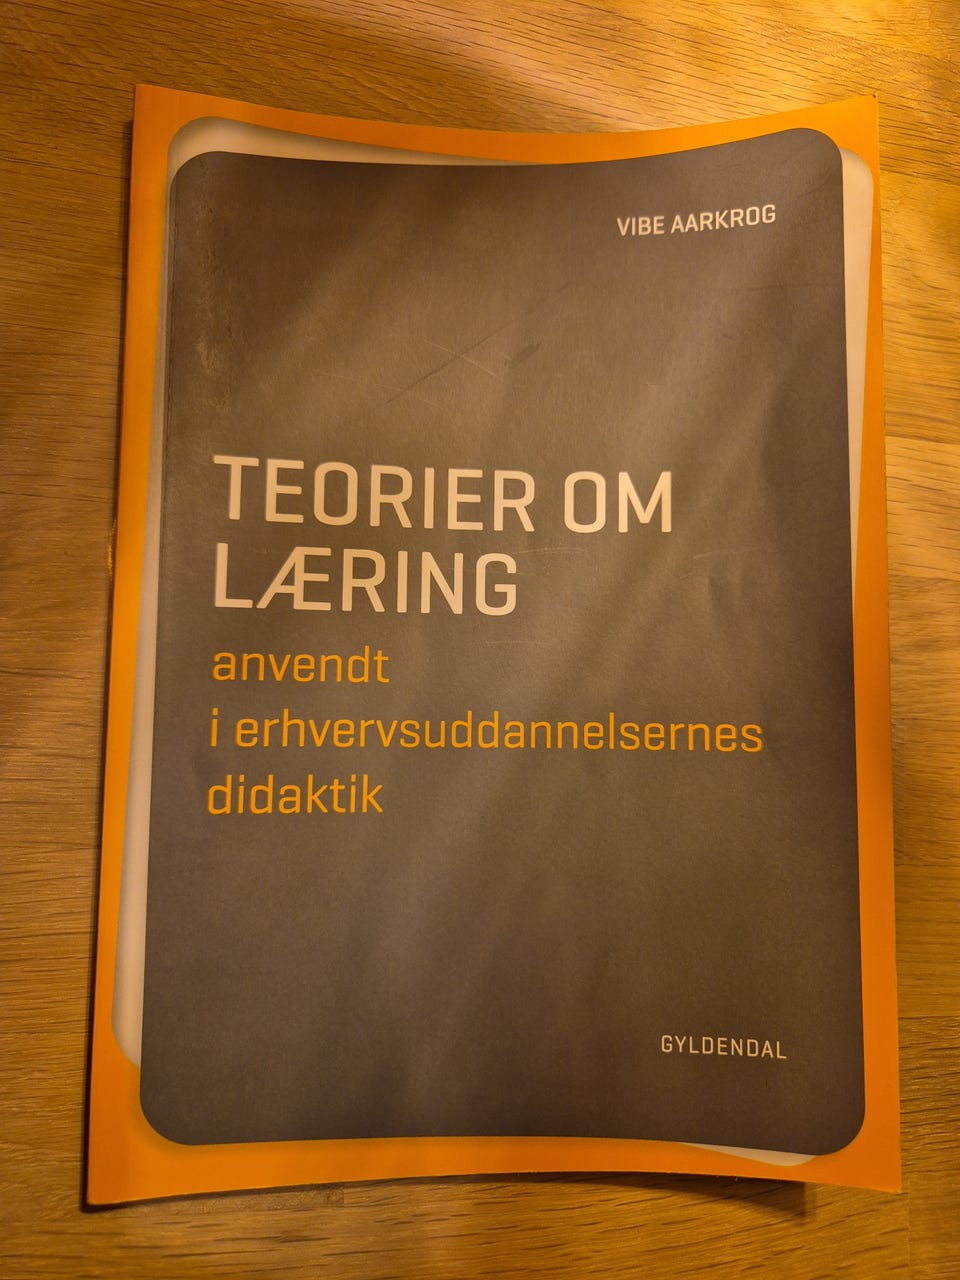 VIBE AARKROG
TEORIER OM
LÆRING
anvendt
i erhvervsuddannelsernes
didaktik
GYLDENDAL